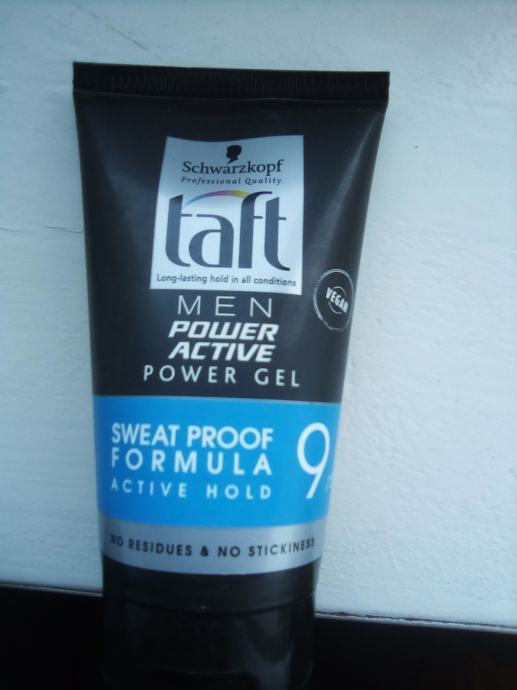 Schwarzkopf
Professional Quality.
taft
Long-lasting hold in all conditions
VEGAN
MEN
POWER
ACTIVE
POWER GEL
SWEAT PROOF
FORMULA
ACTIVE HOLD
9
NO RESIDUES & NO STICKINESS